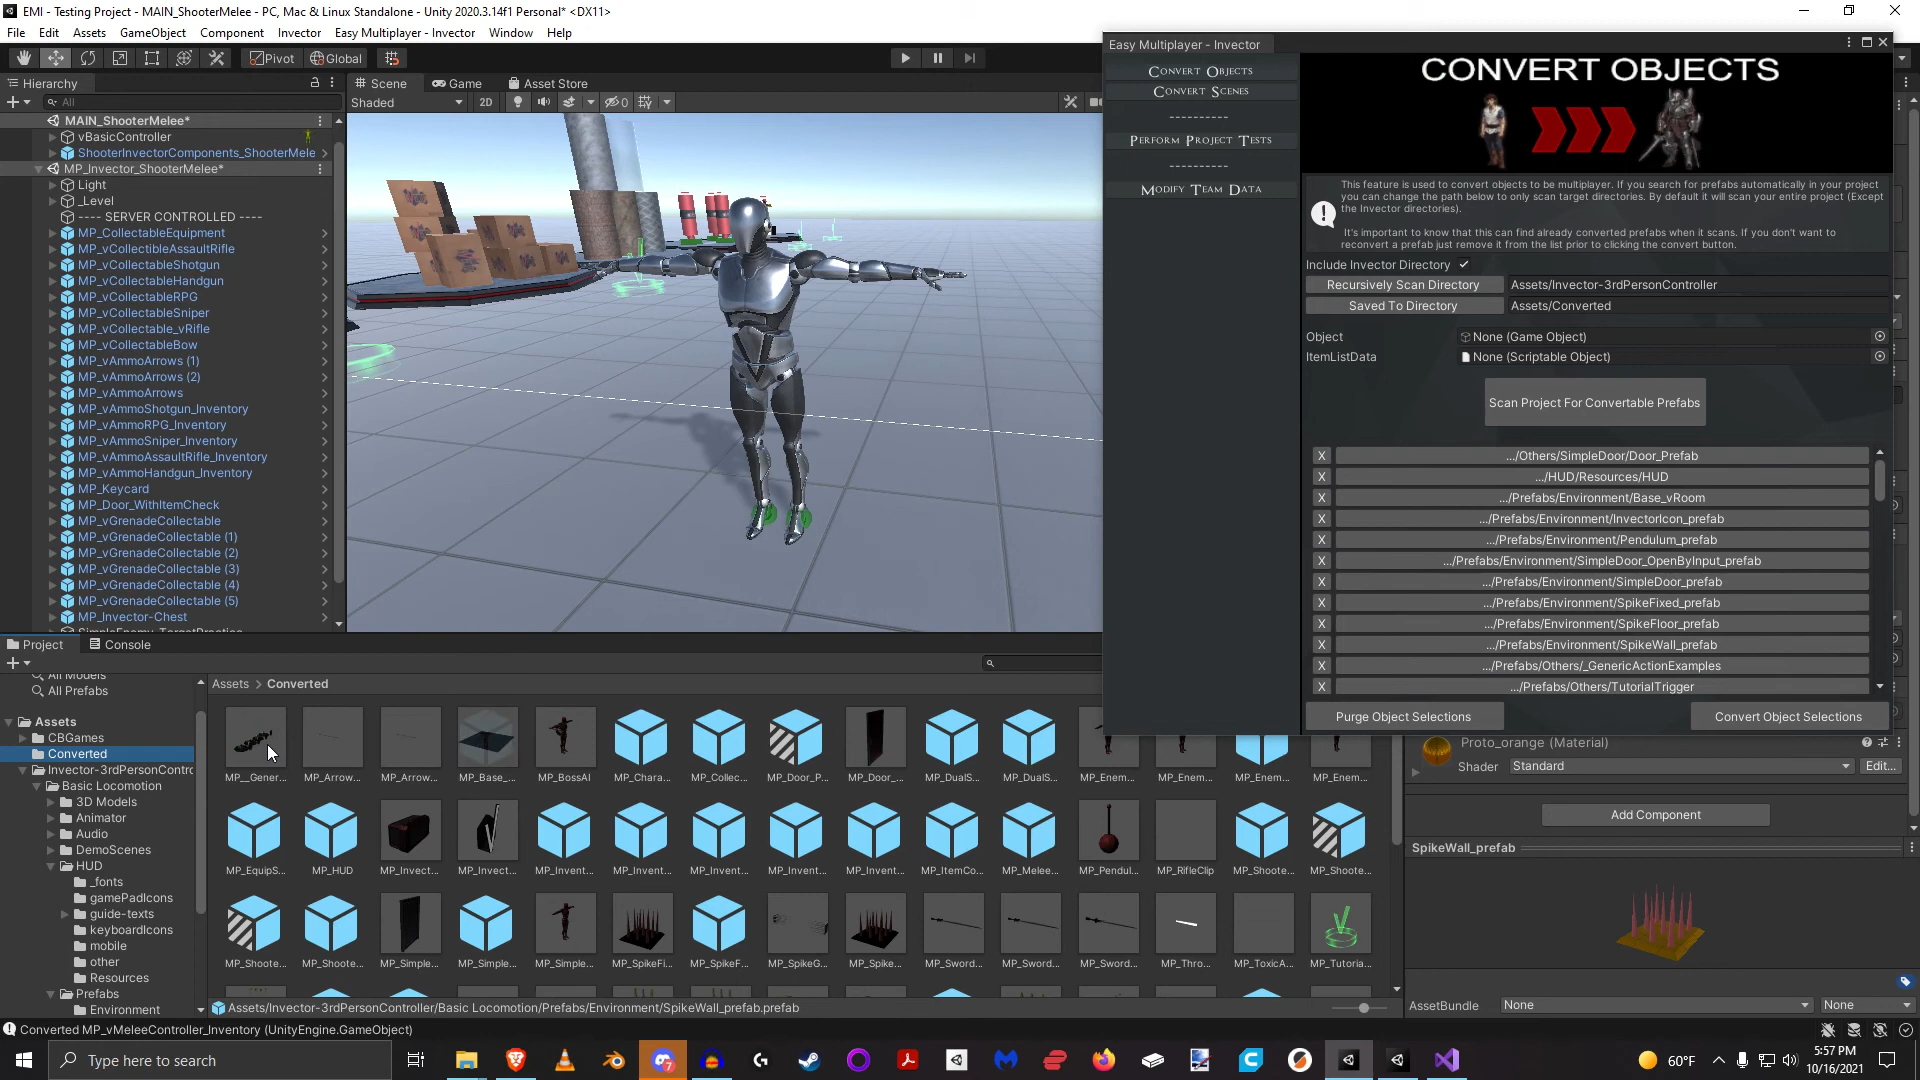 EMI - Testing Project - MAIN_ShooterMelee - PC, Mac & Linux Standalone - Unity 2020.3.14f1 Personal* <DX11>
File Edit Assets GameObject Component Invector Easy Multiplayer - Invector Window Help
Pivot Global
Hierarchy
All
MAIN_ShooterMelee*
vBasicController
ShooterInvectorComponents_ShooterMele
MP_Invector_ShooterMelee*
Light
_Level
---- SERVER CONTROLLED ----
MP_CollectableEquipment
MP_vCollectibleAssaultRifle
MP_vCollectableShotgun
MP_vCollectableHandgun
MP_vCollectableRPG
MP_vCollectableSniper
MP_vCollectable_vRifle
MP_vCollectableBow
MP_vAmmoArrows (1)
MP_vAmmoArrows (2)
MP_vAmmoArrows
MP_vAmmoShotgun_Inventory
MP_vAmmoRPG_Inventory
MP_vAmmoSniper_Inventory
MP_vAmmoAssaultRifle_Inventory
MP_vAmmoHandgun_Inventory
MP_Keycard
MP_Door_WithItemCheck
MP_vGrenadeCollectable
MP_vGrenadeCollectable (1)
MP_vGrenadeCollectable (2)
MP_vGrenadeCollectable (3)
MP_vGrenadeCollectable (4)
MP_vGrenadeCollectable (5)
MP_Invector-Chest
Scene Game Asset Store
Shaded 2D 0
Easy Multiplayer - Invector
Convert Objects
Convert Scenes
----------
Perform Project Tests
----------
Modify Team Data
CONVERT OBJECTS
This feature is used to convert objects to be multiplayer. If you search for prefabs automatically in your project
you can change the path below to only scan target directories. By default it will scan your entire project (Except
the Invector directories).
It's important to know that this can find already converted prefabs when it scans. If you don't want to
reconvert a prefab just remove it from the list prior to clicking the convert button.
Include Invector Directory
Recursively Scan Directory Assets/Invector-3rdPersonController
Saved To Directory Assets/Converted
Object None (Game Object)
ItemListData None (Scriptable Object)
Scan Project For Convertable Prefabs
X .../Others/SimpleDoor/Door_Prefab
X .../HUD/Resources/HUD
X .../Prefabs/Environment/Base_vRoom
X .../Prefabs/Environment/InvectorIcon_prefab
X .../Prefabs/Environment/Pendulum_prefab
X .../Prefabs/Environment/SimpleDoor_OpenByInput_prefab
X .../Prefabs/Environment/SimpleDoor_prefab
X .../Prefabs/Environment/SpikeFixed_prefab
X .../Prefabs/Environment/SpikeFloor_prefab
X .../Prefabs/Environment/SpikeWall_prefab
X .../Prefabs/Others/_GenericActionExamples
X .../Prefabs/Others/TutorialTrigger
Purge Object Selections Convert Object Selections
Project Console
All Models
All Prefabs
Assets
CBGames
Converted
Invector-3rdPersonContro
Basic Locomotion
3D Models
Animator
Audio
DemoScenes
HUD
_fonts
gamePadIcons
guide-texts
keyboardIcons
mobile
other
Resources
Prefabs
Environment
Assets > Converted
MP__Gener... MP_Arrow... MP_Arrow... MP_Base_... MP_BossAI MP_Chara... MP_Collec... MP_Door_P... MP_Door_... MP_DualS... MP_DualS... MP_Enem... MP_Enem... MP_Enem... MP_Enem...
MP_EquipS... MP_HUD MP_Invect... MP_Invect... MP_Invent... MP_Invent... MP_Invent... MP_Invent... MP_Invent... MP_ItemCo... MP_Melee... MP_Pendul... MP_RifleClip MP_Shoote... MP_Shoote...
MP_Shoote... MP_Shoote... MP_Simple... MP_Simple... MP_Simple... MP_SpikeFi... MP_SpikeF... MP_SpikeG... MP_Spike... MP_Sword... MP_Sword... MP_Sword... MP_Thro... MP_ToxicA... MP_Tutoria...
Assets/Invector-3rdPersonController/Basic Locomotion/Prefabs/Environment/SpikeWall_prefab.prefab
Proto_orange (Material)
Shader Standard Edit...
Add Component
SpikeWall_prefab
AssetBundle None None
Converted MP_vMeleeController_Inventory (UnityEngine.GameObject)
Type here to search
7
60°F
5:57 PM
10/16/2021